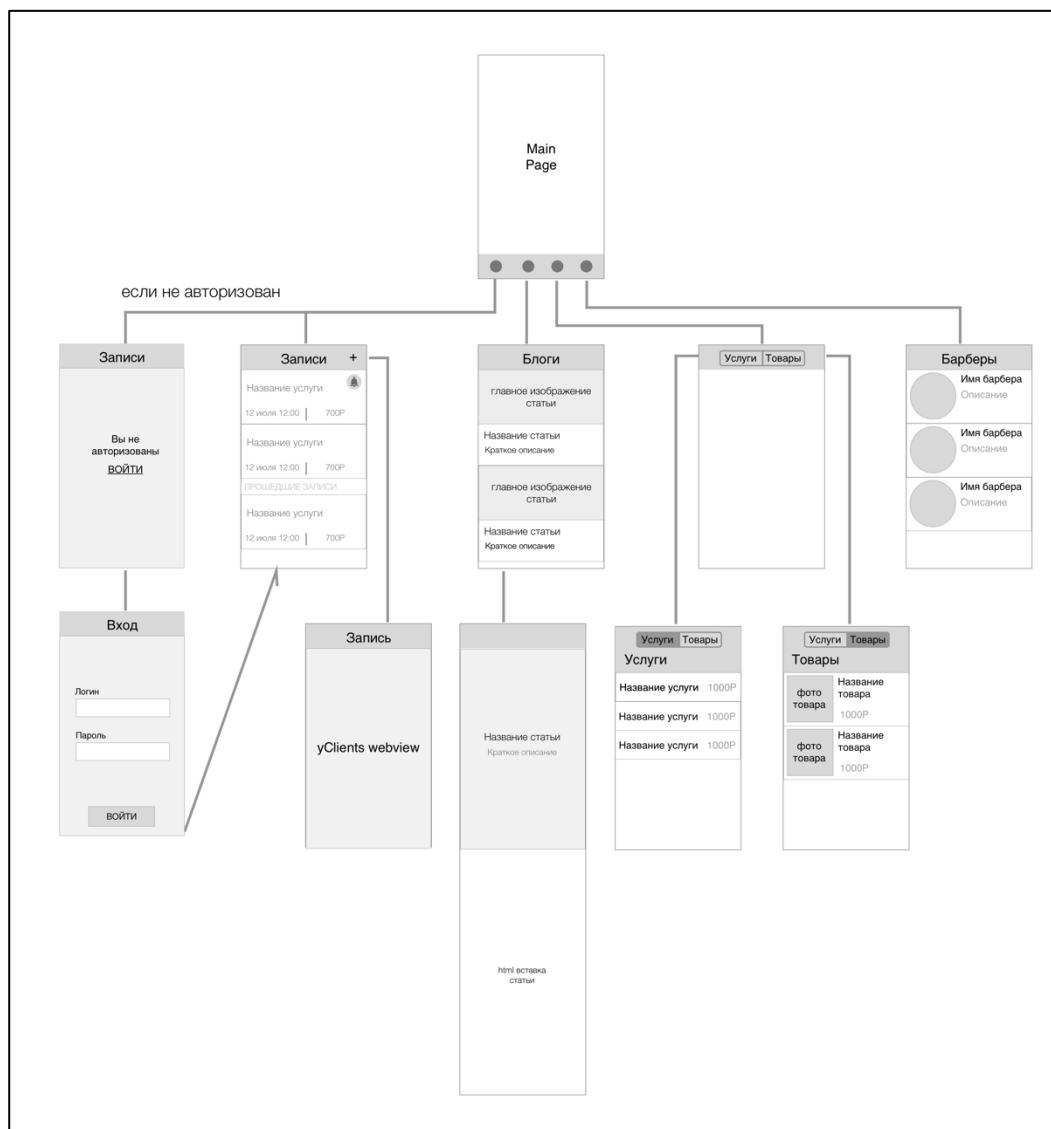 Main
Page
если не авторизован
Записи
Вы не
авторизованы
ВОЙТИ
Записи +
Название услуги
12 июля 12:00 700Р
Название услуги
12 июля 12:00 700Р
ПРОШЕДШИЕ ЗАПИСИ
Название услуги
12 июля 12:00 700Р
Блоги
главное изображение
статьи
Название статьи
Краткое описание
главное изображение
статьи
Название статьи
Краткое описание
Услуги Товары
Барберы
Имя барбера
Описание
Имя барбера
Описание
Имя барбера
Описание
Вход
Логин
Пароль
ВОЙТИ
Запись
yClients webview
Название статьи
Краткое описание
html вставка
статьи
Услуги Товары
Услуги
Название услуги 1000Р
Название услуги 1000Р
Название услуги 1000Р
Услуги Товары
Товары
фото
товара
Название
товара
1000Р
фото
товара
Название
товара
1000Р